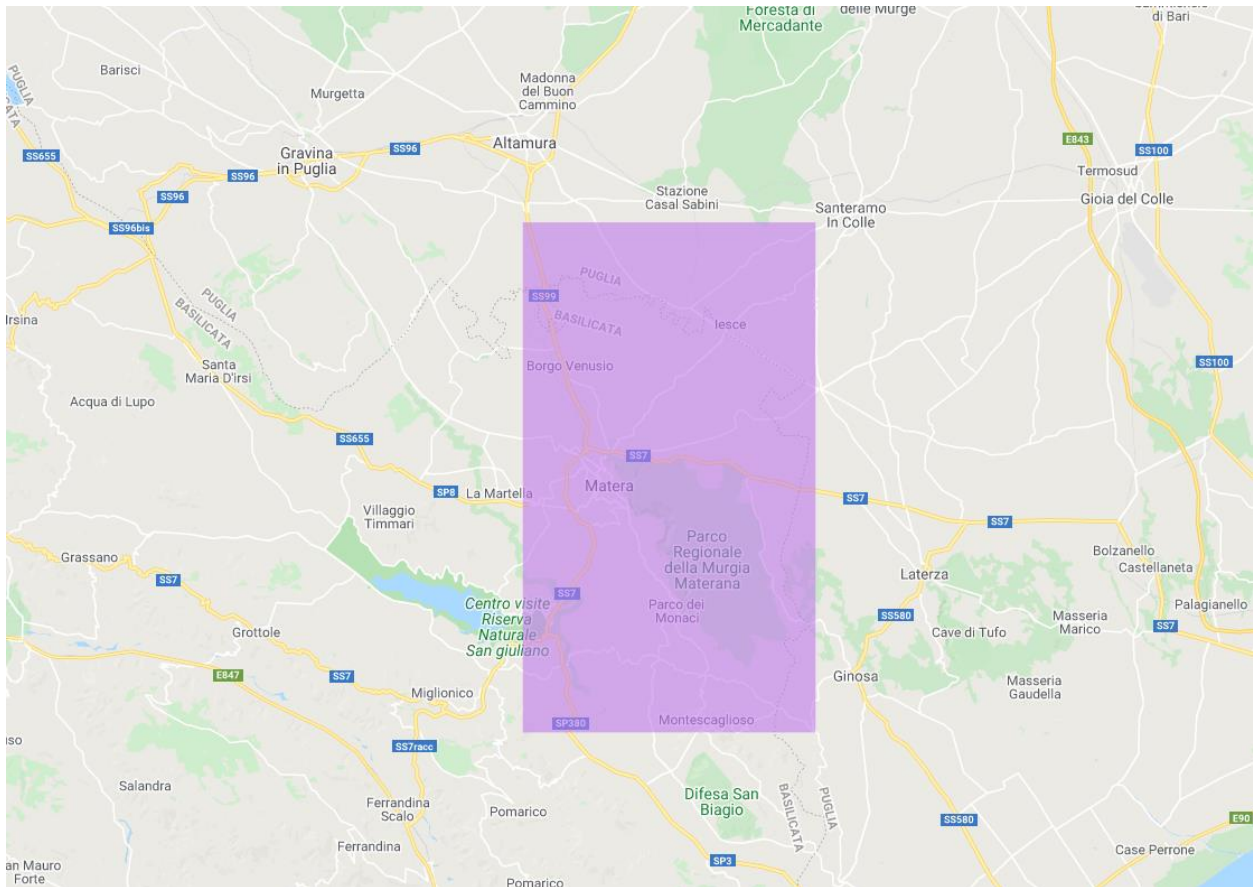 Foresta di
Mercadante
delle Murge
di Bari
Barisci
PUGLIA
Murgetta
Madonna
del Buon
Cammino
Altamura
SS655
Gravina
in Puglia
SS96
SS96
SS96
E843
SS100
Termosud
Gioia del Colle
Stazione
Casal Sabini
Santeramo
In Colle
SS96bis
PUGLIA
BASILICATA
PUGLIA
BASILICATA
SS99
Iesce
Irsina
Borgo Venusio
Santa
Maria D'irsi
SS100
Acqua di Lupo
SS655
SS7
SP8
La Martella
Matera
SS7
SS7
Villaggio
Timmari
Parco
Regionale
della Murgia
Materana
Grassano
SS7
SS7
Laterza
Bolzanello
Castellaneta
Centro visite
Riserva
Naturale
San giuliano
Parco dei
Monaci
SS580
Cave di Tufo
Masseria
Marico
Palagianello
SS7
Grottole
E847
SS7
Miglionico
Ginosa
Masseria
Gaudella
SP380
Montescaglioso
SS7racc
Salandra
Ferrandina
Scalo
Pomarico
Difesa San
Biagio
BASILICATA
PUGLIA
SS580
E90
Ferrandina
SP3
Case Perrone
an Mauro
Forte
Pomarico